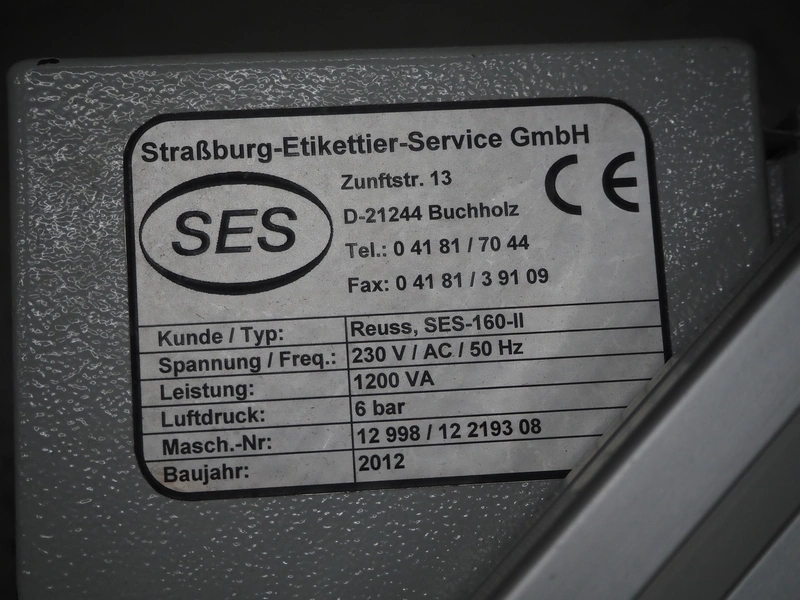 Straßburg-Etikettier-Service GmbH
SES
Zunftstr. 13
D-21244 Buchholz
Tel.: 0 41 81 / 70 44
Fax: 0 41 81 / 3 91 09
CE
Kunde / Typ: Reuss, SES-160-II
Spannung / Freq.: 230 V / AC / 50 Hz
Leistung: 1200 VA
Luftdruck: 6 bar
Masch.-Nr: 12 998 / 12 2193 08
Baujahr: 2012